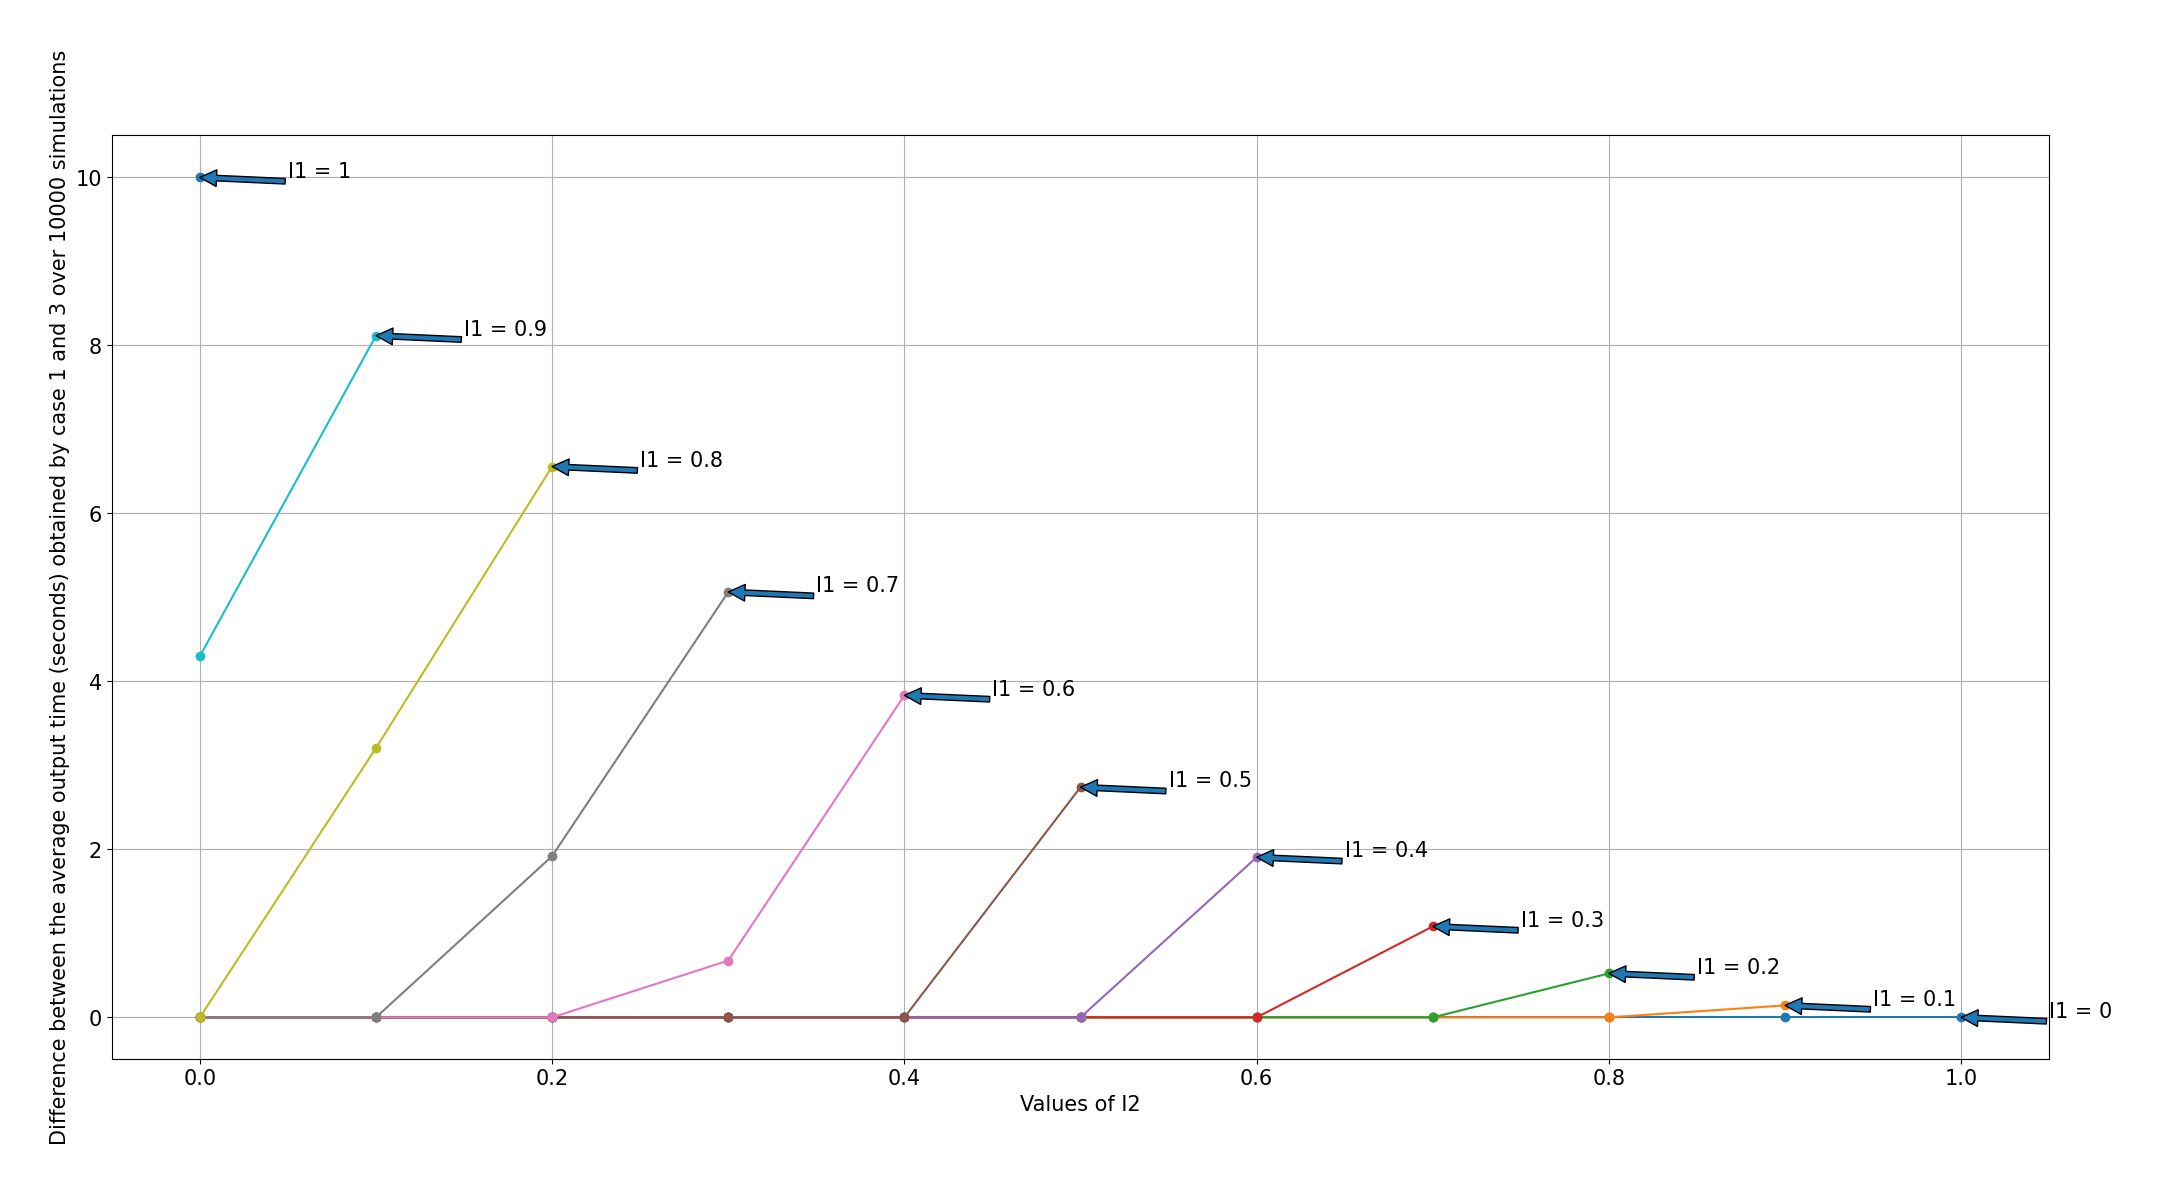 Difference between the average output time (seconds) obtained by case 1 and 3 over 10000 simulations
10
8
6
4
2
0
I1 = 1
I1 = 0.9
I1 = 0.8
I1 = 0.7
I1 = 0.6
I1 = 0.5
I1 = 0.4
I1 = 0.3
I1 = 0.2
I1 = 0.1
I1 = 0
0.0 0.2 0.4 0.6 0.8 1.0
Values of I2